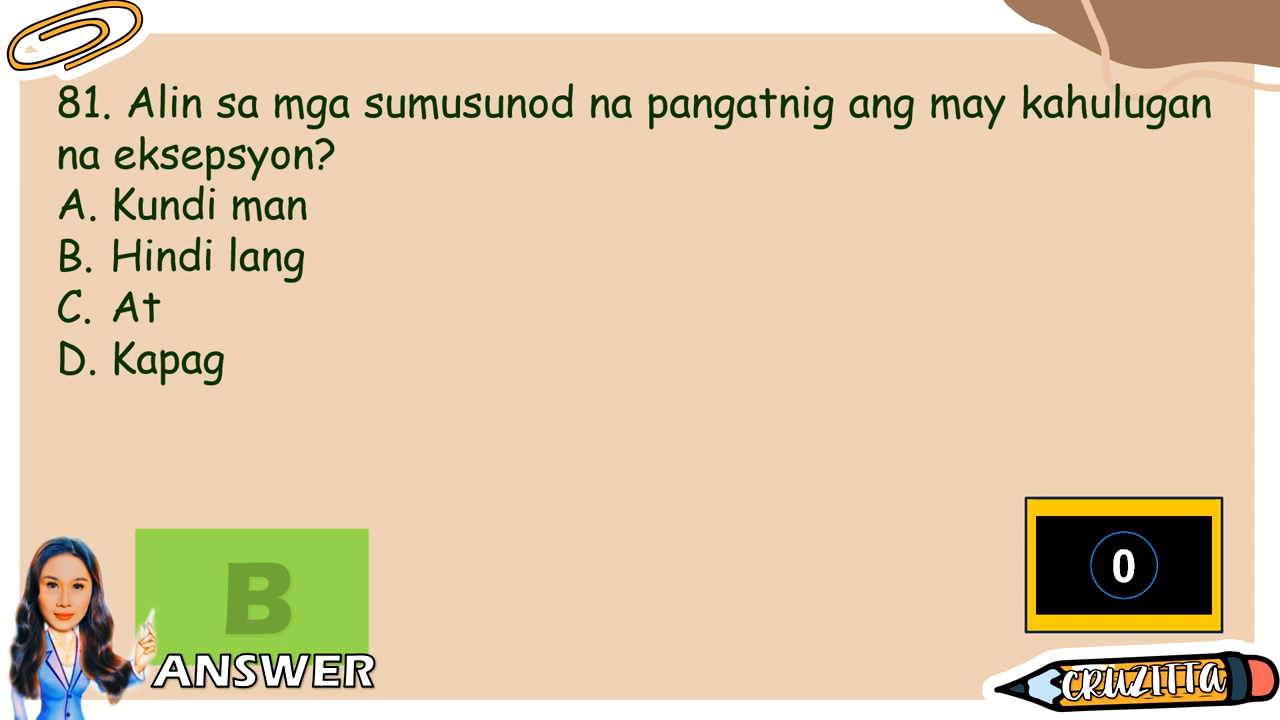 81. Alin sa mga sumusunod na pangatnig ang may kahulugan
na eksepsyon?
A. Kundi man
B. Hindi lang
C. At
D. Kapag
B
ANSWER
0
CRUZITTA